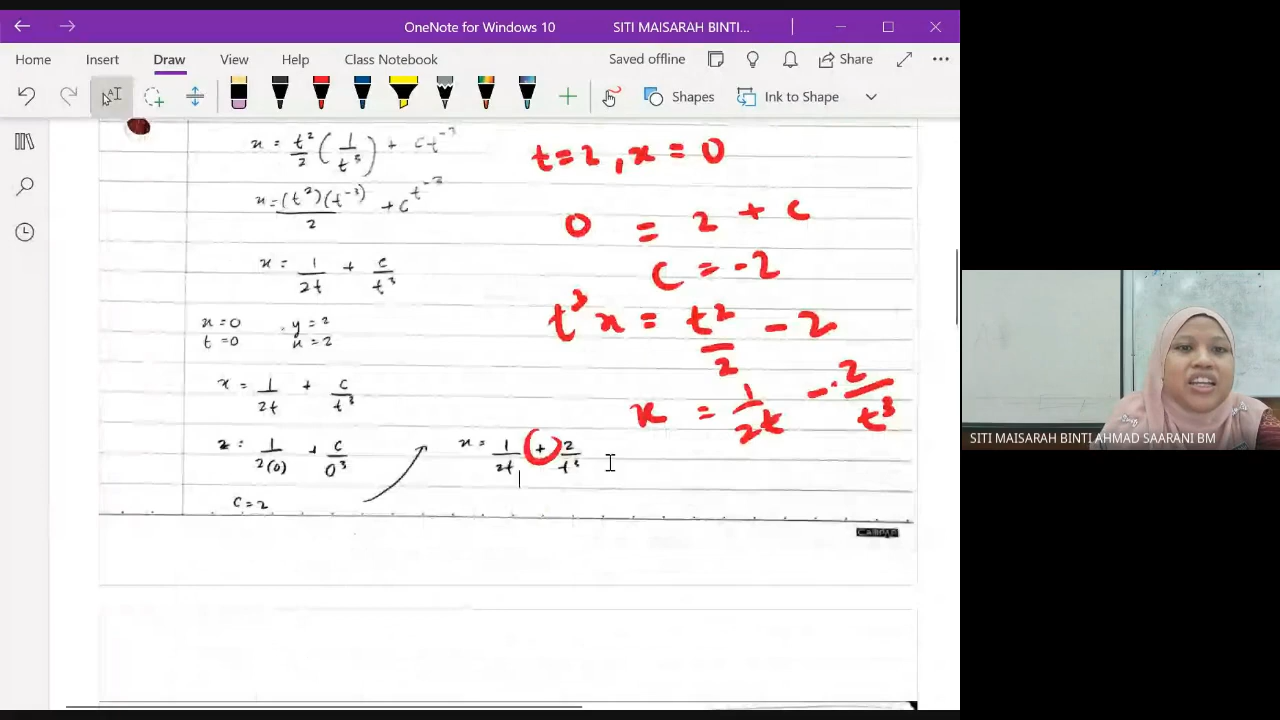 OneNote for Windows 10
SITI MAISARAH BINTI...
Home
Insert
Draw
View
Help
Class Notebook
Saved offline
Share
Shapes
Ink to Shape
x = t²/2 (1/t³) + ct⁻³
x = (t²)(t⁻³)/2 + ct⁻³
x = 1/2t + c/t³
x = 0 y = 2
t = 0 x = 2
x = 1/2t + c/t³
2 = 1/2(0) + c/0³
c = 2
x = 1/2t + 2/t³
t = 2 , x = 0
0 = 2 + c
c = -2
t³x = t²/2 - 2
x = 1/2t - 2/t³
SITI MAISARAH BINTI AHMAD SAARANI BM